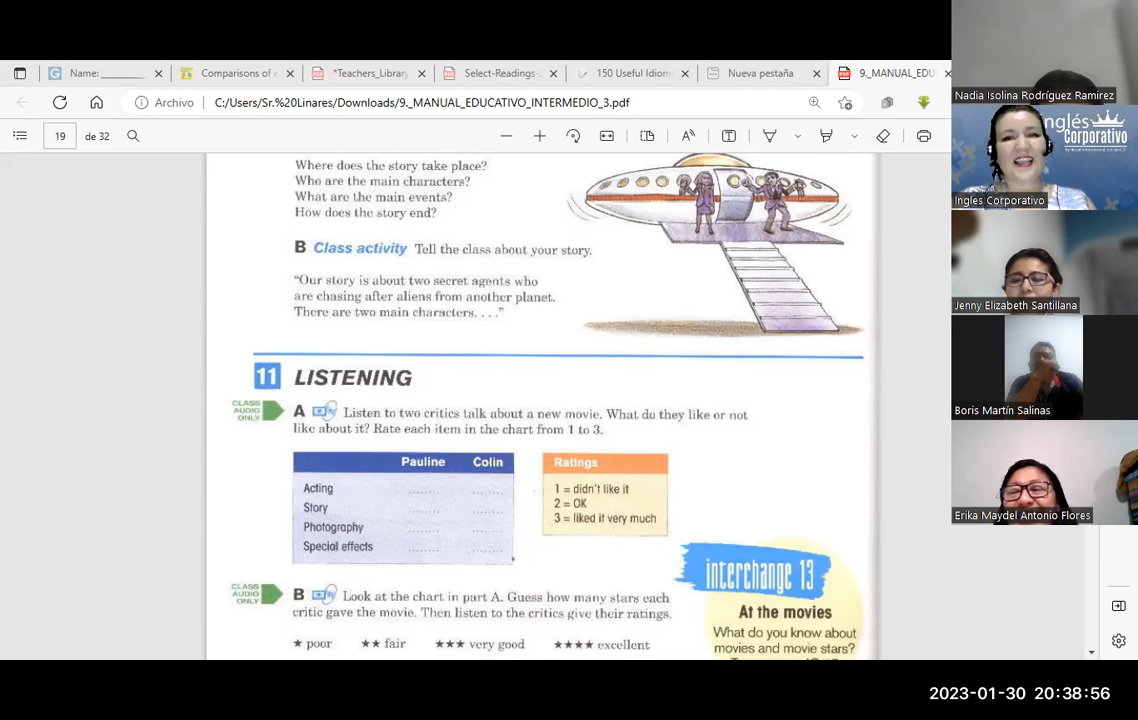 Name: ________
Comparisons of e
*Teachers_Library
Select-Readings-
150 Useful Idiom
Nueva pestaña
9._MANUAL_EDU
Archivo
C:/Users/Sr.%20Linares/Downloads/9._MANUAL_EDUCATIVO_INTERMEDIO_3.pdf
19
de 32
Where does the story take place?
Who are the main characters?
What are the main events?
How does the story end?
B Class activity Tell the class about your story.
"Our story is about two secret agents who
are chasing after aliens from another planet.
There are two main characters. . . ."
11 LISTENING
CLASS
AUDIO
ONLY
A Listen to two critics talk about a new movie. What do they like or not
like about it? Rate each item in the chart from 1 to 3.
Pauline Colin
Acting ........ ........
Story ........ ........
Photography ........ ........
Special effects ........ ........
Ratings
1 = didn't like it
2 = OK
3 = liked it very much
CLASS
AUDIO
ONLY
B Look at the chart in part A. Guess how many stars each
critic gave the movie. Then listen to the critics give their ratings.
★ poor ★★ fair ★★★ very good ★★★★ excellent
interchange 13
At the movies
What do you know about
movies and movie stars?
Nadia Isolina Rodríguez Ramirez
Inglés
Corporativo
Ingles Corporativo
Jenny Elizabeth Santillana
Boris Martín Salinas
Erika Maydel Antonio Flores
2023-01-30 20:38:56